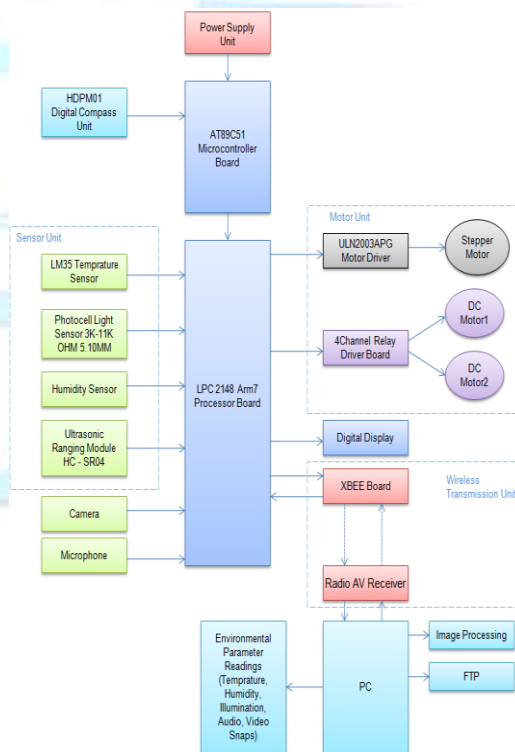 Power Supply
Unit
HDPM01
Digital Compass
Unit
AT89C51
Microcontroller
Board
Sensor Unit
LM35 Temprature
Sensor
Photocell Light
Sensor 3K-11K
OHM 5.10MM
Humidity Sensor
Ultrasonic
Ranging Module
HC - SR04
Camera
Microphone
LPC 2148 Arm7
Processor Board
Motor Unit
ULN2003APG
Motor Driver
Stepper
Motor
4Channel Relay
Driver Board
DC
Motor1
DC
Motor2
Digital Display
XBEE Board
Wireless
Transmission Unit
Radio AV Receiver
Environmental
Parameter
Readings
(Temprature,
Humidity,
Illumination,
Audio, Video
Snaps)
PC
Image Processing
FTP